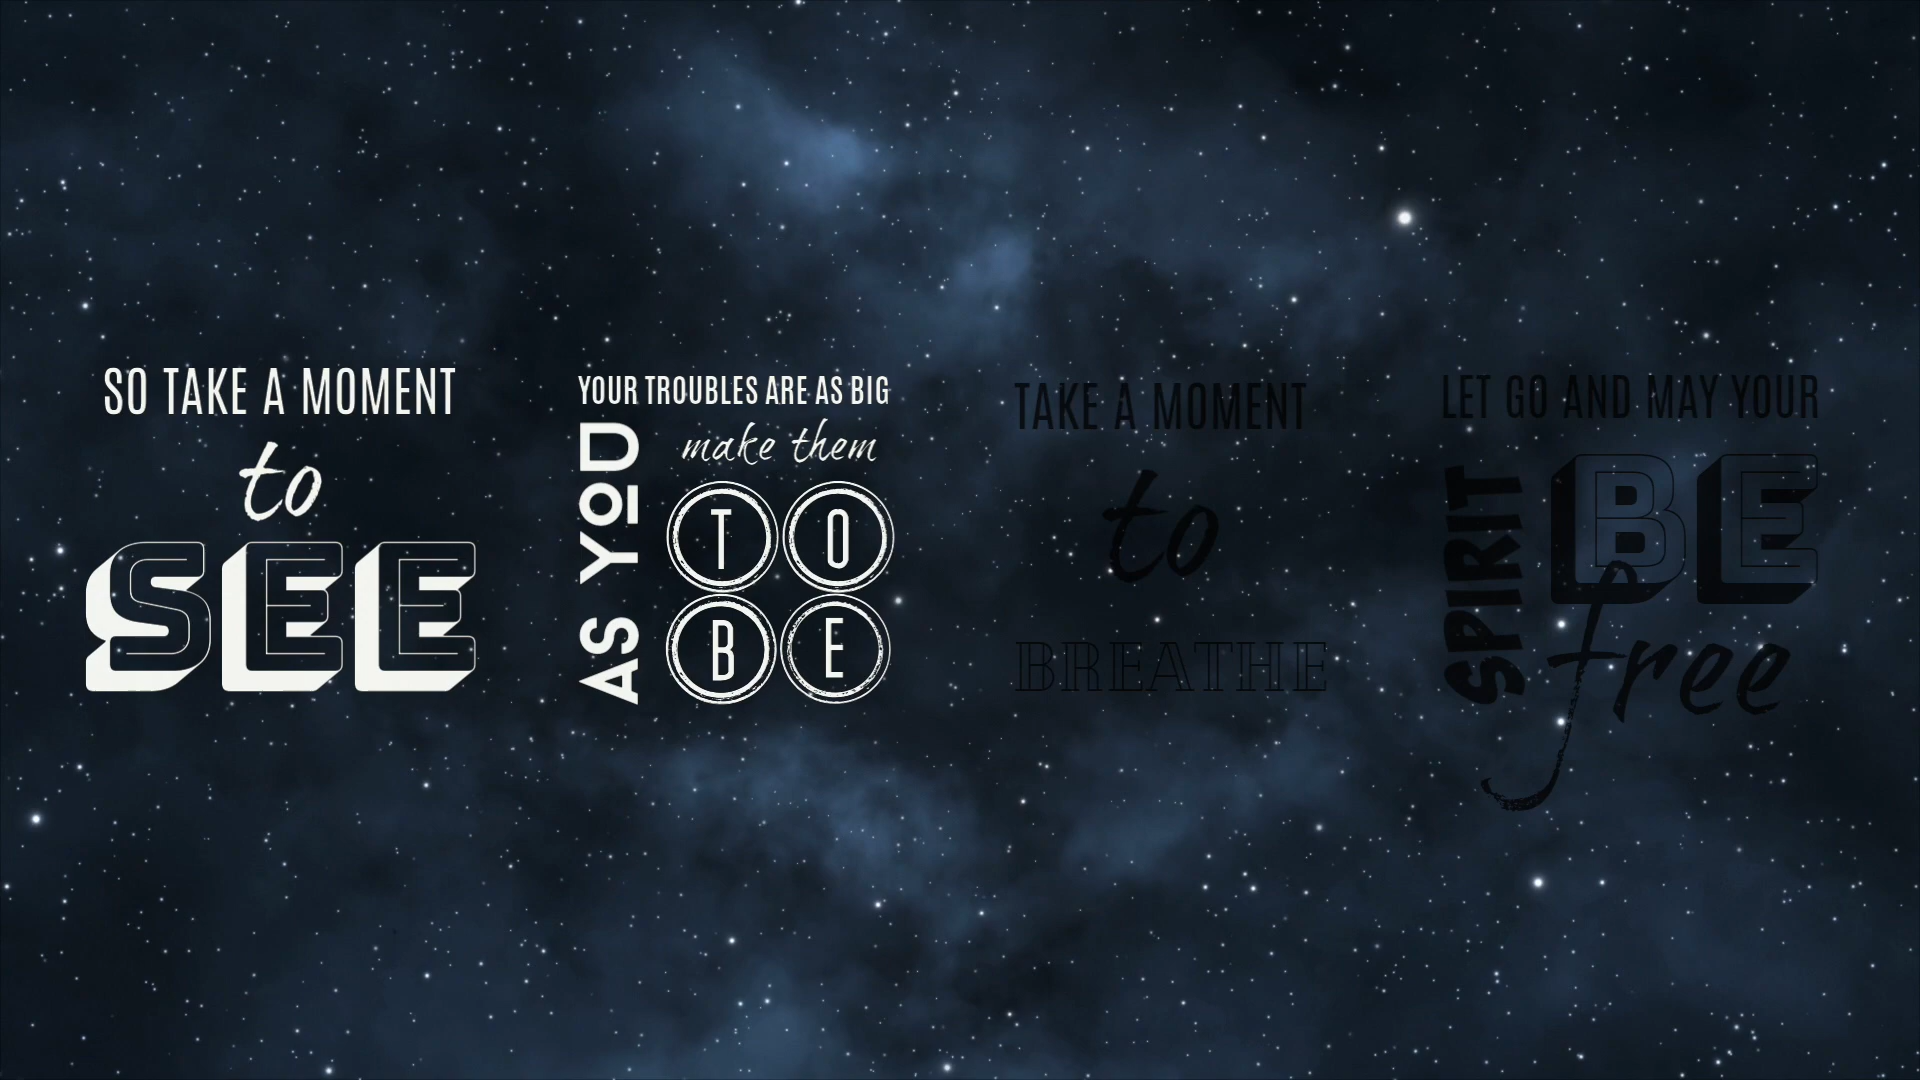 SO TAKE A MOMENT
to
SEE
YOUR TROUBLES ARE AS BIG
AS YOU
make them
TO
BE
TAKE A MOMENT
to
BREATHE
LET GO AND MAY YOUR
SPIRIT
BE
free